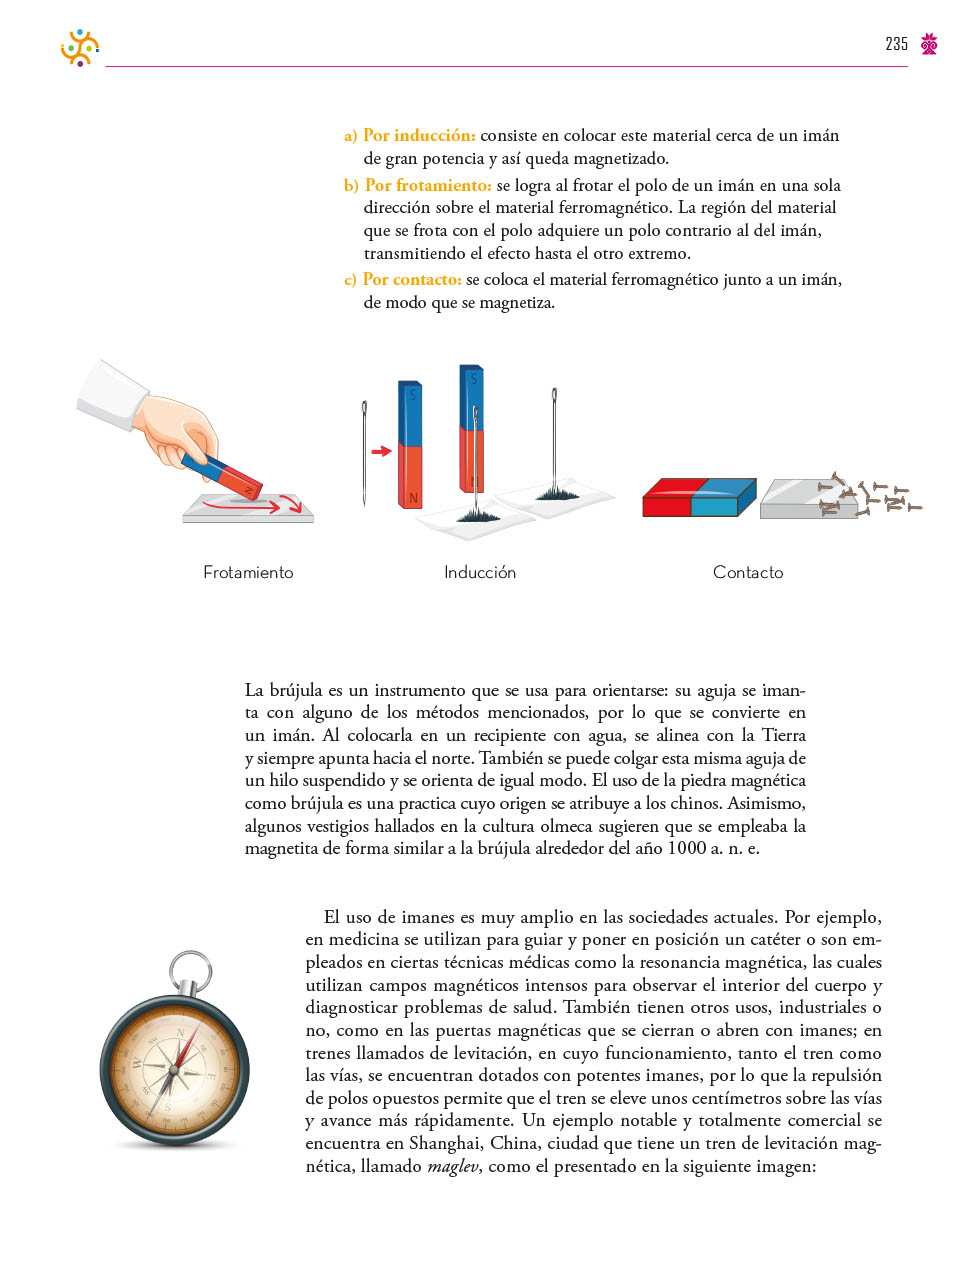 235
a) Por inducción: consiste en colocar este material cerca de un imán
de gran potencia y así queda magnetizado.
b) Por frotamiento: se logra al frotar el polo de un imán en una sola
dirección sobre el material ferromagnético. La región del material
que se frota con el polo adquiere un polo contrario al del imán,
transmitiendo el efecto hasta el otro extremo.
c) Por contacto: se coloca el material ferromagnético junto a un imán,
de modo que se magnetiza.
S
N
S
N
S
N
Frotamiento
Inducción
Contacto
La brújula es un instrumento que se usa para orientarse: su aguja se iman-
ta con alguno de los métodos mencionados, por lo que se convierte en
un imán. Al colocarla en un recipiente con agua, se alinea con la Tierra
y siempre apunta hacia el norte. También se puede colgar esta misma aguja de
un hilo suspendido y se orienta de igual modo. El uso de la piedra magnética
como brújula es una practica cuyo origen se atribuye a los chinos. Asimismo,
algunos vestigios hallados en la cultura olmeca sugieren que se empleaba la
magnetita de forma similar a la brújula alrededor del año 1000 a. n. e.
El uso de imanes es muy amplio en las sociedades actuales. Por ejemplo,
en medicina se utilizan para guiar y poner en posición un catéter o son em-
pleados en ciertas técnicas médicas como la resonancia magnética, las cuales
utilizan campos magnéticos intensos para observar el interior del cuerpo y
diagnosticar problemas de salud. También tienen otros usos, industriales o
no, como en las puertas magnéticas que se cierran o abren con imanes; en
trenes llamados de levitación, en cuyo funcionamiento, tanto el tren como
las vías, se encuentran dotados con potentes imanes, por lo que la repulsión
de polos opuestos permite que el tren se eleve unos centímetros sobre las vías
y avance más rápidamente. Un ejemplo notable y totalmente comercial se
encuentra en Shanghai, China, ciudad que tiene un tren de levitación mag-
nética, llamado maglev, como el presentado en la siguiente imagen:
N
NW
NE
W
E
SW
S